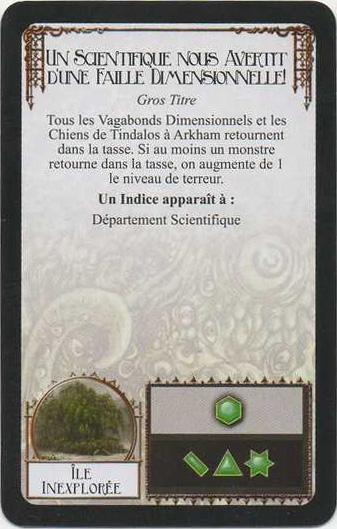 Un Scientifique nous Avertit
d'une Faille Dimensionnelle!
Gros Titre
Tous les Vagabonds Dimensionnels et les
Chiens de Tindalos à Arkham retournent
dans la tasse. Si au moins un monstre
retourne dans la tasse, on augmente de 1
le niveau de terreur.
Un Indice apparaît à :
Département Scientifique
Île
Inexplorée